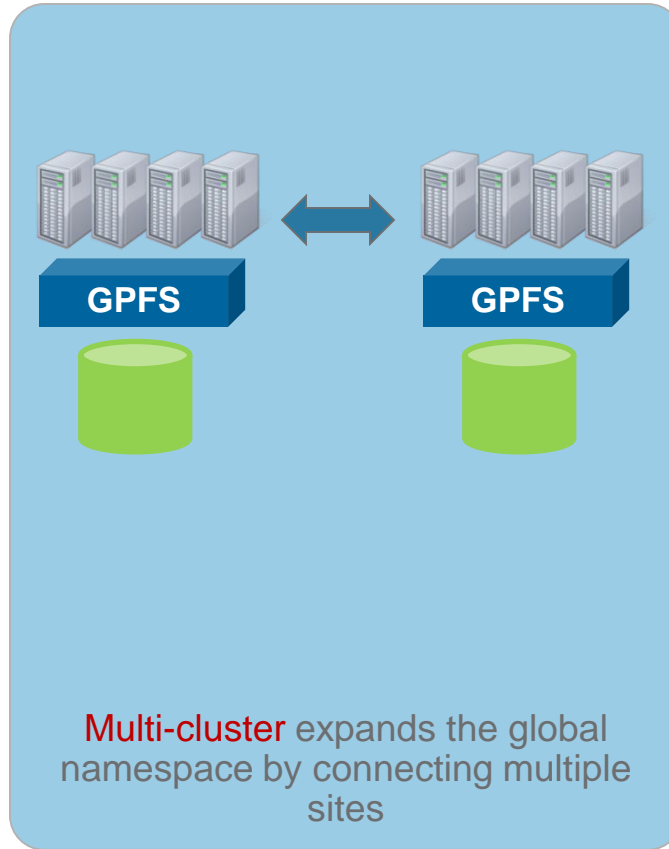 GPFS
GPFS
Multi-cluster expands the global
namespace by connecting multiple
sites